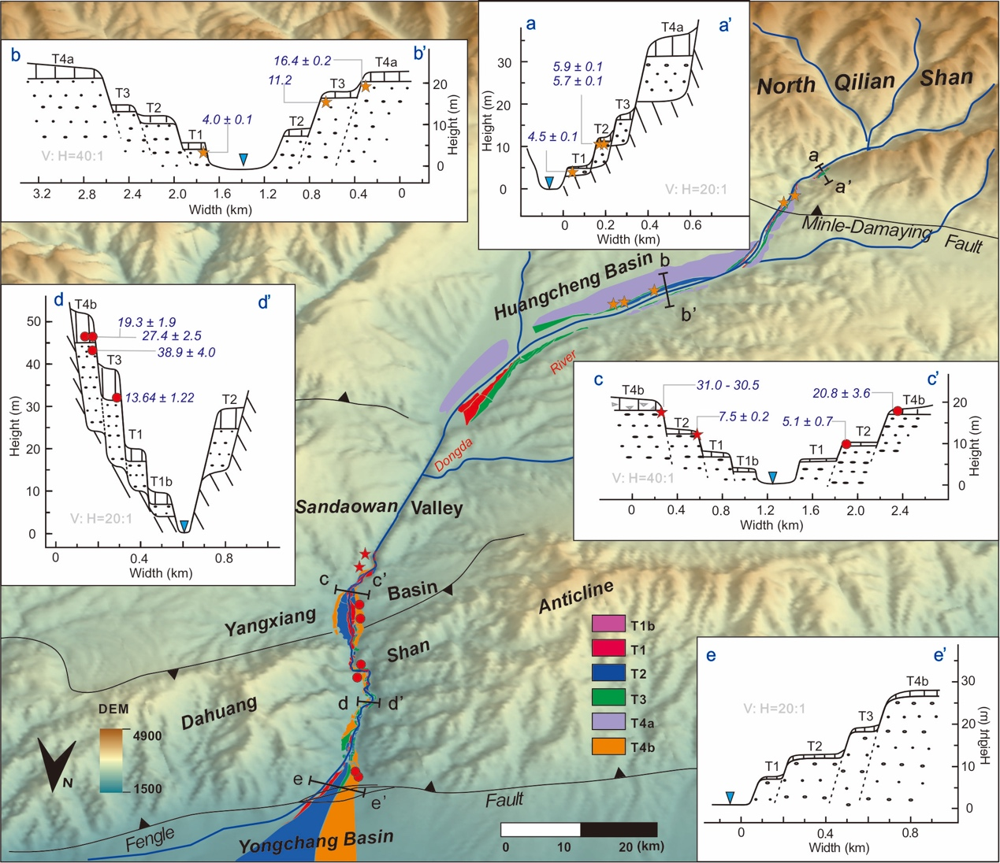 b
b'
T4a
T3
T2
T1
4.0 ± 0.1
11.2
16.4 ± 0.2
T2
T3
T4a
V: H=40:1
20
10
0
Height (m)
3.2 2.8 2.4 2.0 1.6 1.2 0.8 0.4 0
Width (km)
a
a'
T4a
T3
T2
T1
5.9 ± 0.1
5.7 ± 0.1
4.5 ± 0.1
30
20
10
0
Height (m)
V: H=20:1
0 0.2 0.4 0.6
Width (km)
North Qilian Shan
a
a'
Minle-Damaying Fault
Huangcheng Basin
b
b'
River
Dongda
d
d'
T4b
19.3 ± 1.9
27.4 ± 2.5
38.9 ± 4.0
T3
13.64 ± 1.22
T1
T1b
T2
50
40
30
20
10
0
Height (m)
V: H=20:1
0 0.4 0.8
Width (km)
c
c'
T4b
31.0 - 30.5
7.5 ± 0.2
5.1 ± 0.7
20.8 ± 3.6
T2
T1
T1b
T1
T2
T4b
20
10
0
Height (m)
V: H=40:1
0 0.4 0.8 1.2 1.6 2.0 2.4
Width (km)
Sandaowan Valley
c
c'
Yangxiang Basin
Anticline
Shan
Dahuang
d
d'
T1b
T1
T2
T3
T4a
T4b
DEM
4900
1500
N
e
e'
Fengle Fault
Yongchang Basin
0 10 20 (km)
e
e'
V: H=20:1
T4b
T3
T2
T1
30
20
10
0
Height (m)
0 0.4 0.8
Width (km)